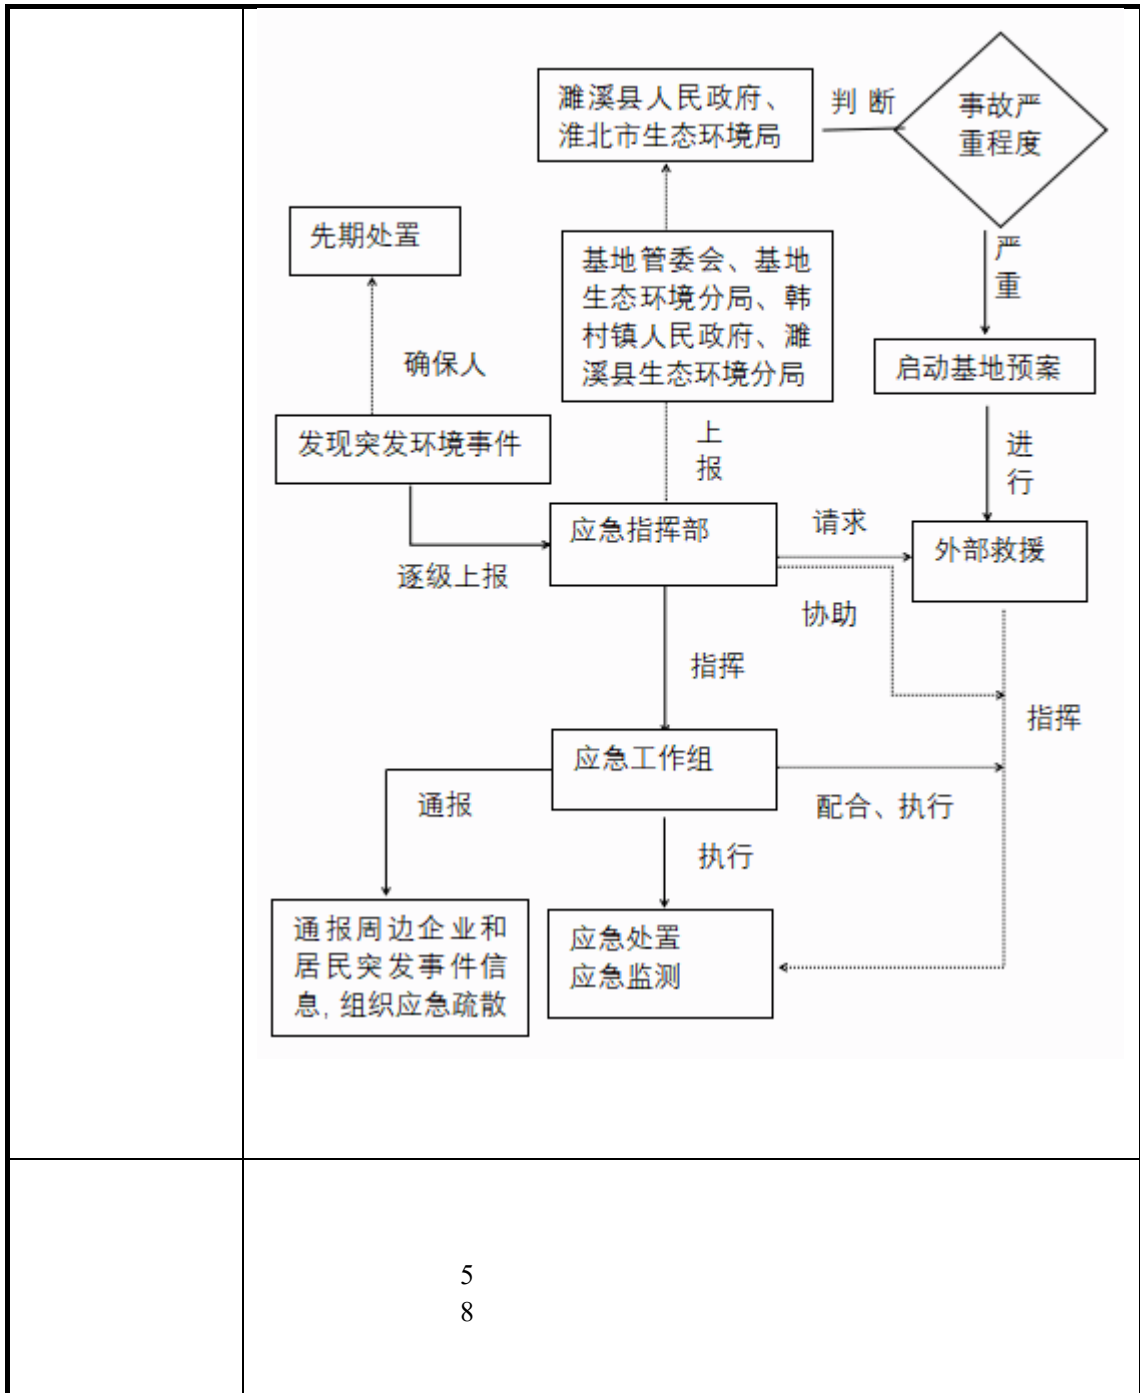 濉溪县人民政府、
淮北市生态环境局
判 断
事故严
重程度
先期处置
基地管委会、基地
生态环境分局、韩
村镇人民政府、濉
溪县生态环境分局
严
重
确保人
启动基地预案
发现突发环境事件
上
报
进
行
应急指挥部
请求
外部救援
逐级上报
协助
指挥
指挥
应急工作组
通报
配合、执行
执行
通报周边企业和
居民突发事件信
息,组织应急疏散
应急处置
应急监测
5
8